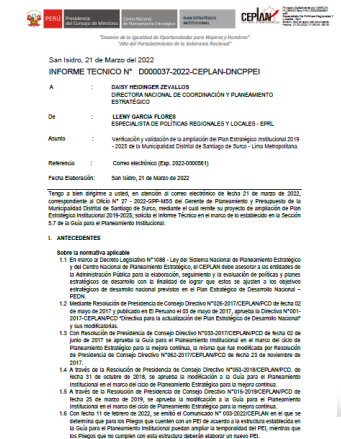 PERÚ
Presidencia del Consejo de Ministros
Centro Nacional de Planeamiento Estratégico
PLAN ESTRATÉGICO INSTITUCIONAL
CEPLAN
"Decenio de la Igualdad de Oportunidades para Mujeres y Hombres"
"Año del Fortalecimiento de la Soberanía Nacional"
San Isidro, 21 de Marzo del 2022
INFORME TECNICO N° D000037-2022-CEPLAN-DNCPPEI
A : DAISY HEIDINGER ZEVALLOS
DIRECTORA NACIONAL DE COORDINACIÓN Y PLANEAMIENTO
ESTRATÉGICO
De : LLENY GARCIA FLORES
ESPECIALISTA DE POLÍTICAS REGIONALES Y LOCALES - EPRL
Asunto : Verificación y validación de la ampliación del Plan Estratégico Institucional 2019
- 2025 de la Municipalidad Distrital de Santiago de Surco - Lima Metropolitana.
Referencia : Correo electrónico (Exp. 2022-0000561)
Fecha Elaboración: San Isidro, 21 de Marzo de 2022
Tengo a bien dirigirme a usted, en atención al correo electrónico de fecha 21 de marzo de 2022,
correspondiente al Oficio N° 27 - 2022-GPP-MSS del Gerente de Planeamiento y Presupuesto de la
Municipalidad Distrital de Santiago de Surco, mediante el cual remite su proyecto de ampliación de Plan
Estratégico Institucional 2019-2025; solicita el Informe Técnico en el marco de lo establecido en la Sección
5.7 de la Guía para el Planeamiento Institucional.
I. ANTECEDENTES
Sobre la normativa aplicable
1.1 En marco al Decreto Legislativo N°1088 - Ley del Sistema Nacional de Planeamiento Estratégico
y del Centro Nacional de Planeamiento Estratégico, el CEPLAN debe asesorar a las entidades de
la Administración Pública para la elaboración, seguimiento y la evaluación de políticas y planes
estratégicos de desarrollo con la finalidad de lograr que estos se ajusten a los objetivos
estratégicos de desarrollo nacional previstos en el Plan Estratégico de Desarrollo Nacional –
PEDN.
1.2 Mediante Resolución de Presidencia de Consejo Directivo N°026-2017/CEPLAN/PCD de fecha 02
de mayo de 2017 y publicado en El Peruano el 03 de mayo de 2017, aprueba la Directiva N°001-
2017-CEPLAN/PCD "Directiva para la actualización del Plan Estratégico de Desarrollo Nacional"
y sus modificatorias.
1.3 Con Resolución de Presidencia de Consejo Directivo N°033-2017/CEPLAN/PCD de fecha 02 de
junio de 2017 se aprueba la Guía para el Planeamiento Institucional en el marco del ciclo de
Planeamiento Estratégico para la mejora continua, la misma que fue modificada por Resolución
de Presidencia de Consejo Directivo N°062-2017/CEPLAN/PCD de fecha 23 de noviembre de
2017.
1.4 A través de la Resolución de Presidencia de Consejo Directivo N°053-2018/CEPLAN/PCD, de
fecha 31 de octubre de 2018, se aprueba la modificación a la Guía para el Planeamiento
Institucional en el marco del ciclo de Planeamiento Estratégico para la mejora continua.
1.5 A través de la Resolución de Presidencia de Consejo Directivo N°016-2019/CEPLAN/PCD de
fecha 25 de marzo de 2019, se aprueba la modificación a la Guía para el Planeamiento
Institucional en el marco del ciclo de Planeamiento Estratégico para la mejora continua.
1.6 Con fecha 11 de febrero de 2022, se emitió el Comunicado N° 003-2022/CEPLAN en el que se
determina que para los Pliegos que cuenten con un PEI de acuerdo a la estructura establecida en
la Guía para el Planeamiento Institucional puedan ampliar la temporalidad del PEI, mientras que
los Pliegos que no cumplen con esta estructura deberán elaborar un nuevo PEI.